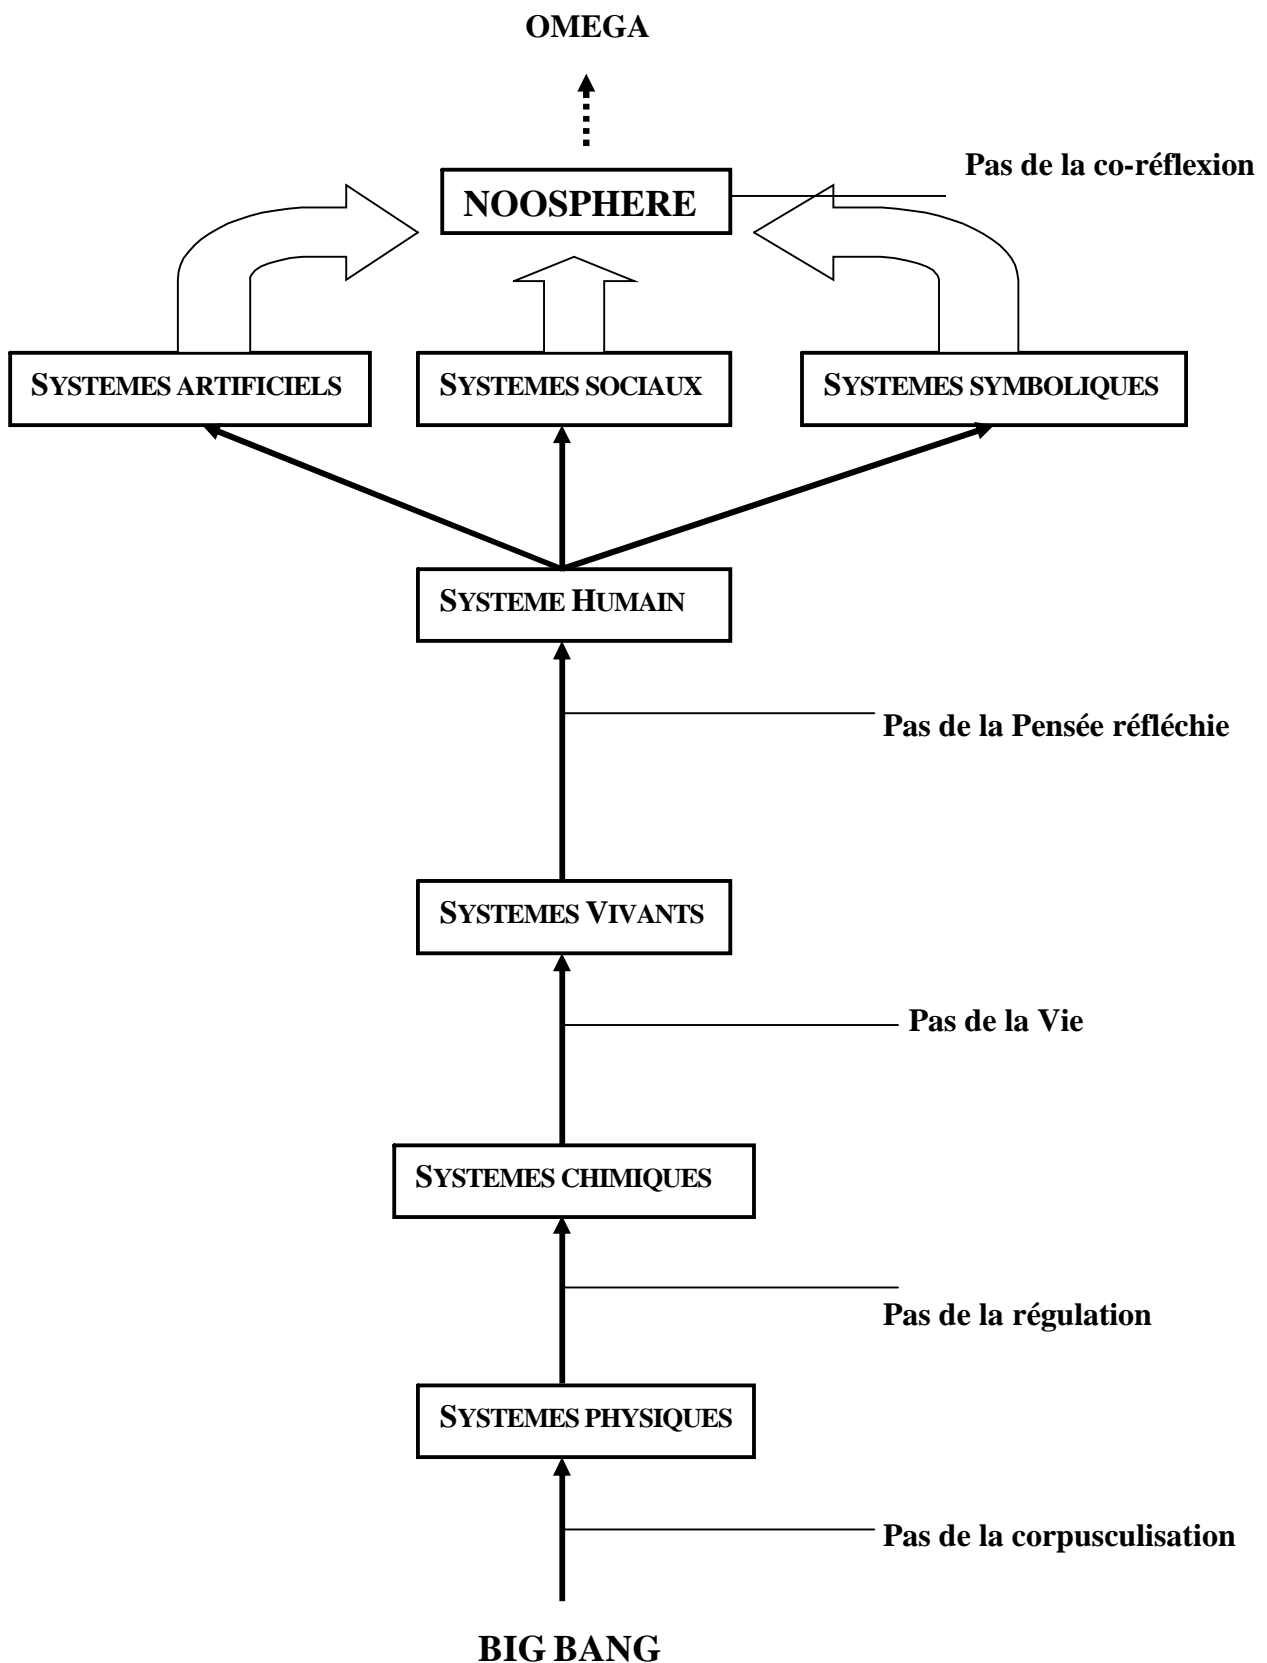 OMEGA
Pas de la co-réflexion
NOOSPHERE
SYSTEMES ARTIFICIELS
SYSTEMES SOCIAUX
SYSTEMES SYMBOLIQUES
SYSTEME HUMAIN
Pas de la Pensée réfléchie
SYSTEMES VIVANTS
Pas de la Vie
SYSTEMES CHIMIQUES
Pas de la régulation
SYSTEMES PHYSIQUES
Pas de la corpusculisation
BIG BANG